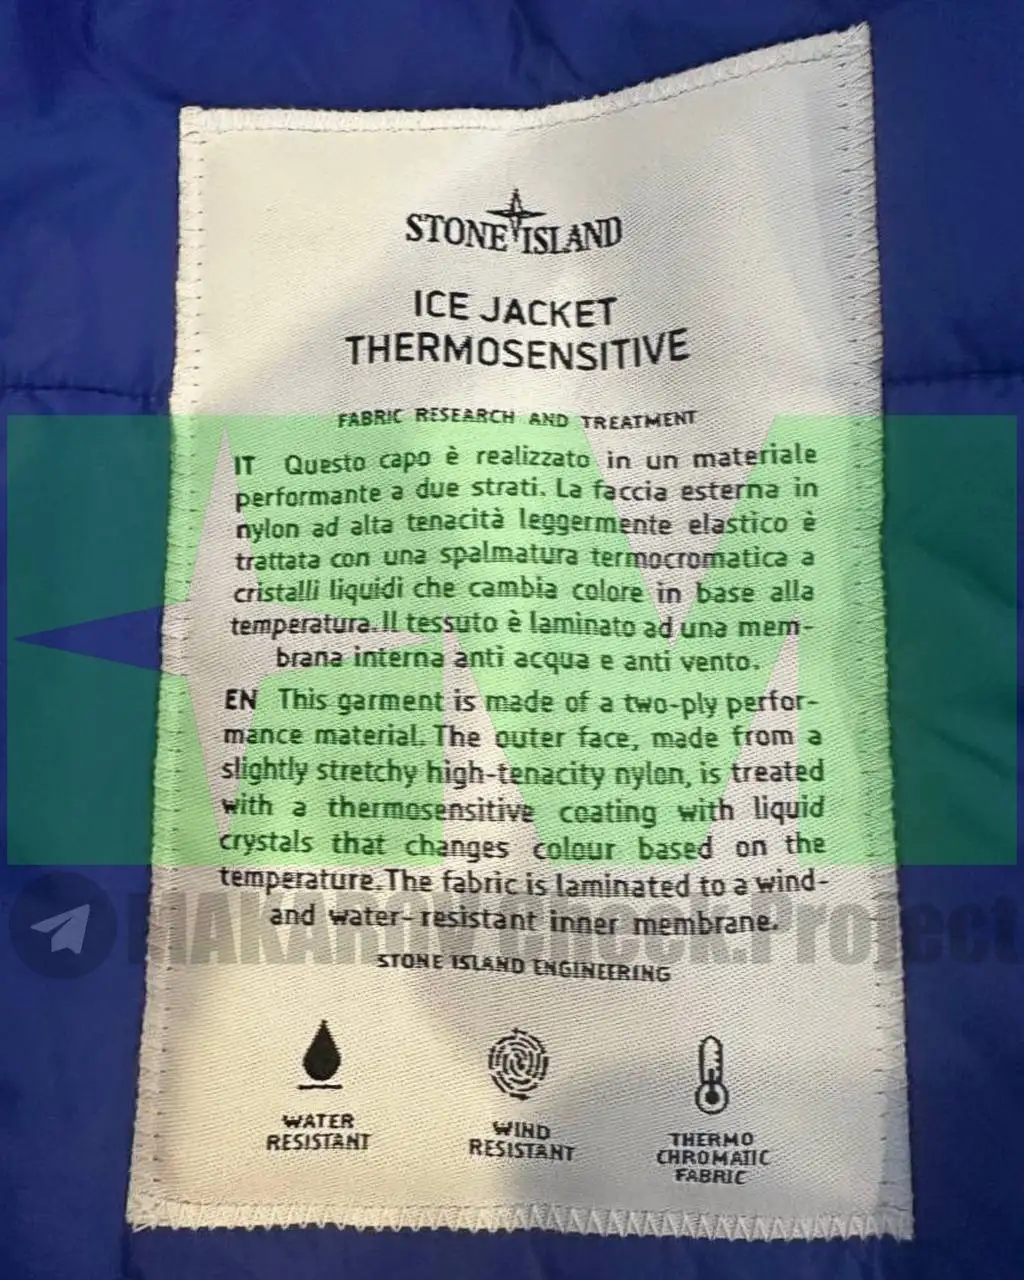 STONE ISLAND
ICE JACKET
THERMOSENSITIVE
FABRIC RESEARCH AND TREATMENT
IT Questo capo è realizzato in un materiale
performante a due strati. La faccia esterna in
nylon ad alta tenacità leggermente elastico è
trattata con una spalmatura termocromatica a
cristalli liquidi che cambia colore in base alla
temperatura. Il tessuto è laminato ad una mem-
brana interna anti acqua e anti vento.
EN This garment is made of a two-ply perfor-
mance material. The outer face, made from a
slightly stretchy high-tenacity nylon, is treated
with a thermosensitive coating with liquid
crystals that changes colour based on the
temperature. The fabric is laminated to a wind-
and water-resistant inner membrane.
MAKAROV Check.Project
STONE ISLAND ENGINEERING
WATER
RESISTANT
WIND
RESISTANT
THERMO
CHROMATIC
FABRIC